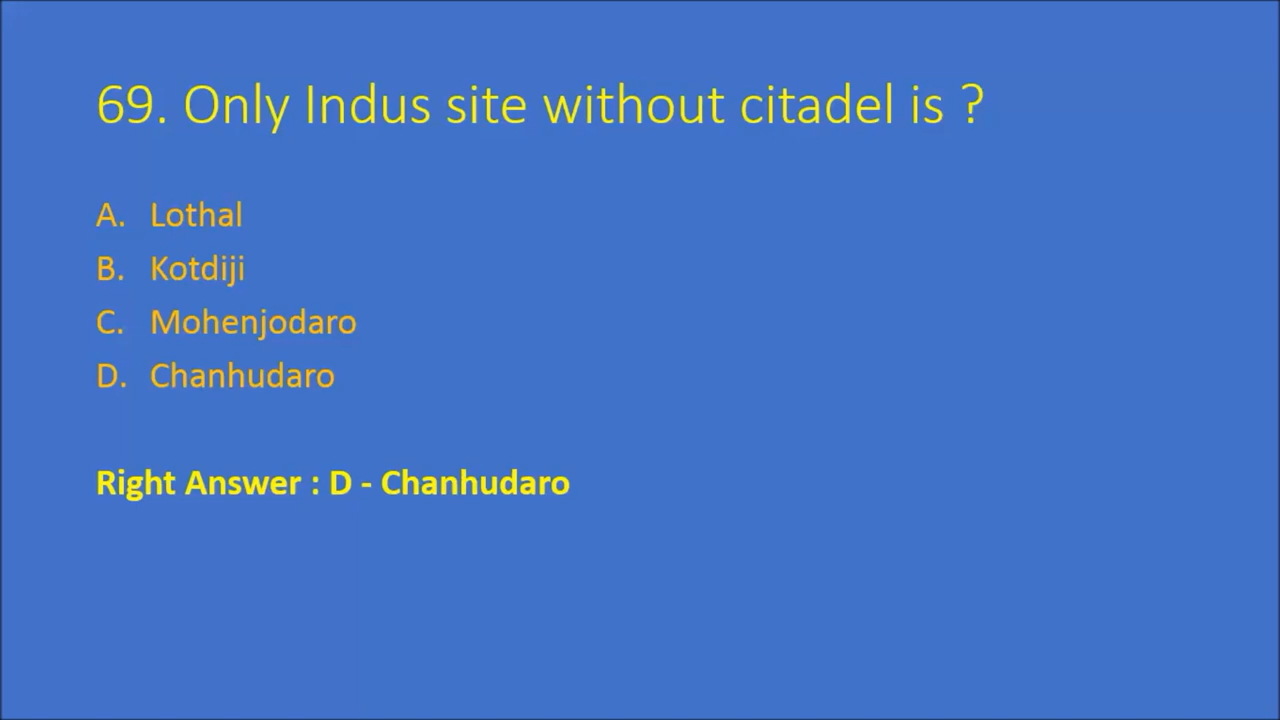 69. Only Indus site without citadel is ?
A. Lothal
B. Kotdiji
C. Mohenjodaro
D. Chanhudaro
Right Answer : D - Chanhudaro